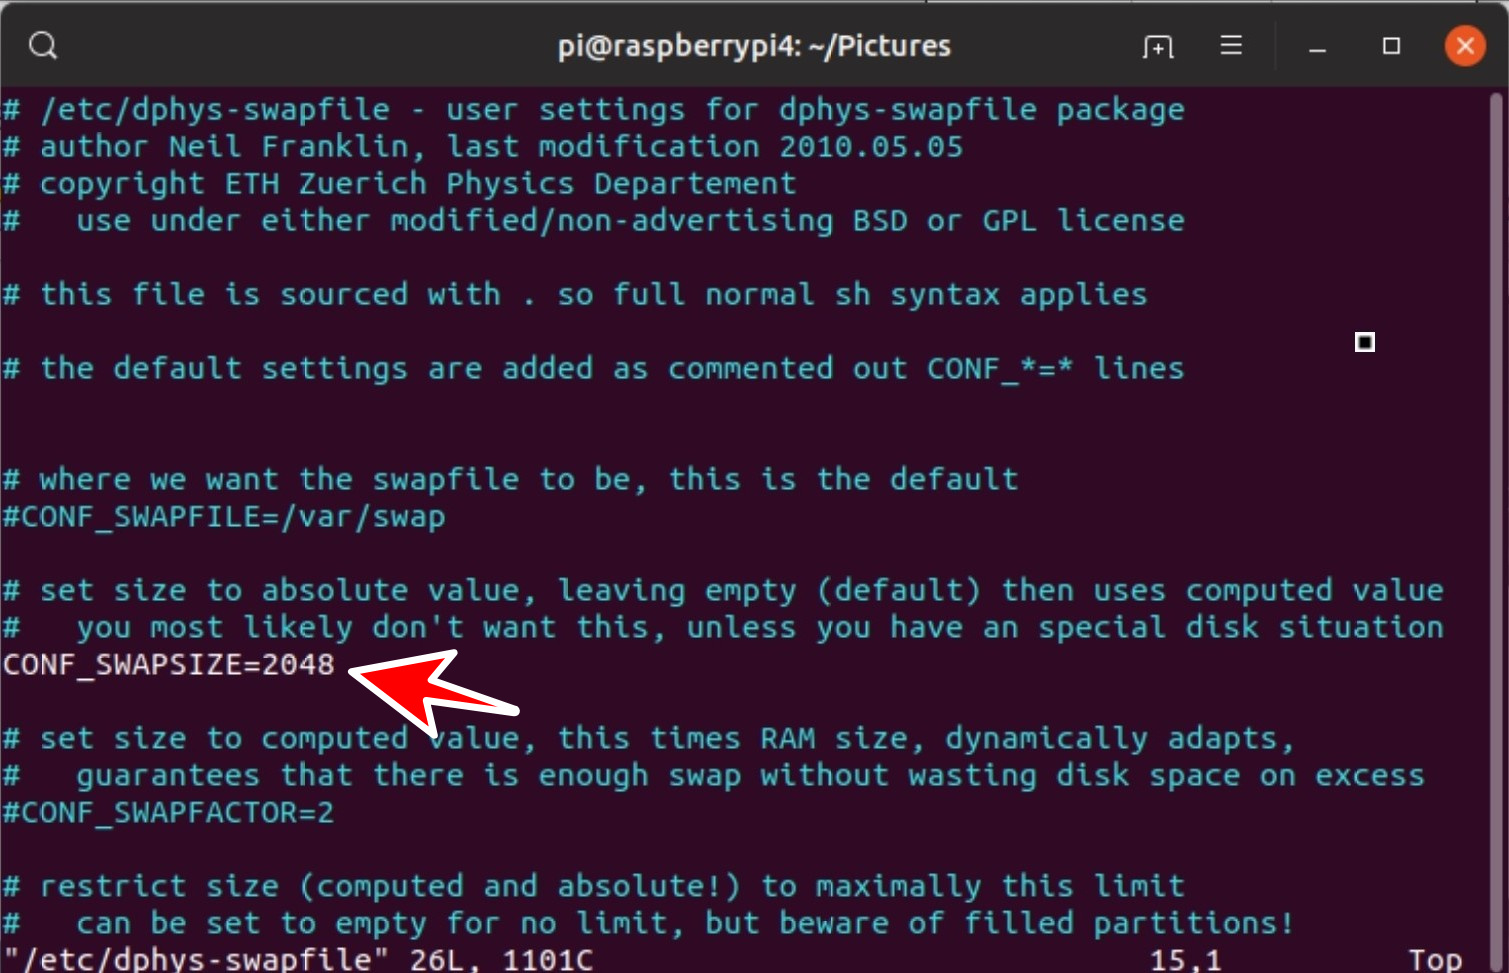 pi@raspberrypi4: ~/Pictures
# /etc/dphys-swapfile - user settings for dphys-swapfile package
# author Neil Franklin, last modification 2010.05.05
# copyright ETH Zuerich Physics Departement
#   use under either modified/non-advertising BSD or GPL license
# this file is sourced with . so full normal sh syntax applies
# the default settings are added as commented out CONF_*=* lines
# where we want the swapfile to be, this is the default
#CONF_SWAPFILE=/var/swap
# set size to absolute value, leaving empty (default) then uses computed value
#   you most likely don't want this, unless you have an special disk situation
CONF_SWAPSIZE=2048
# set size to computed value, this times RAM size, dynamically adapts,
#   guarantees that there is enough swap without wasting disk space on excess
#CONF_SWAPFACTOR=2
# restrict size (computed and absolute!) to maximally this limit
#   can be set to empty for no limit, but beware of filled partitions!
"/etc/dphys-swapfile" 26L, 1101C 15,1 Top